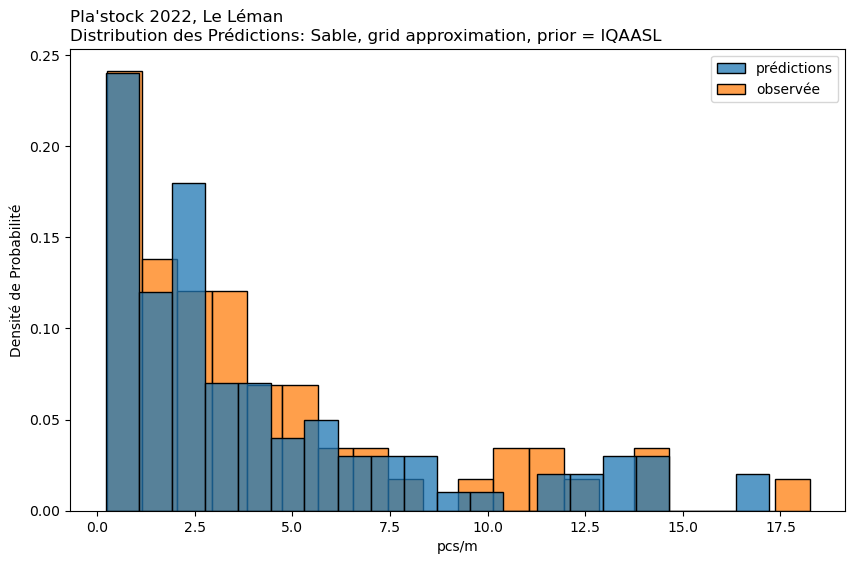 Pla'stock 2022, Le Léman
Distribution des Prédictions: Sable, grid approximation, prior = IQAASL
prédictions
observée
Densité de Probabilité
0.25
0.20
0.15
0.10
0.05
0.00
0.0 2.5 5.0 7.5 10.0 12.5 15.0 17.5
pcs/m